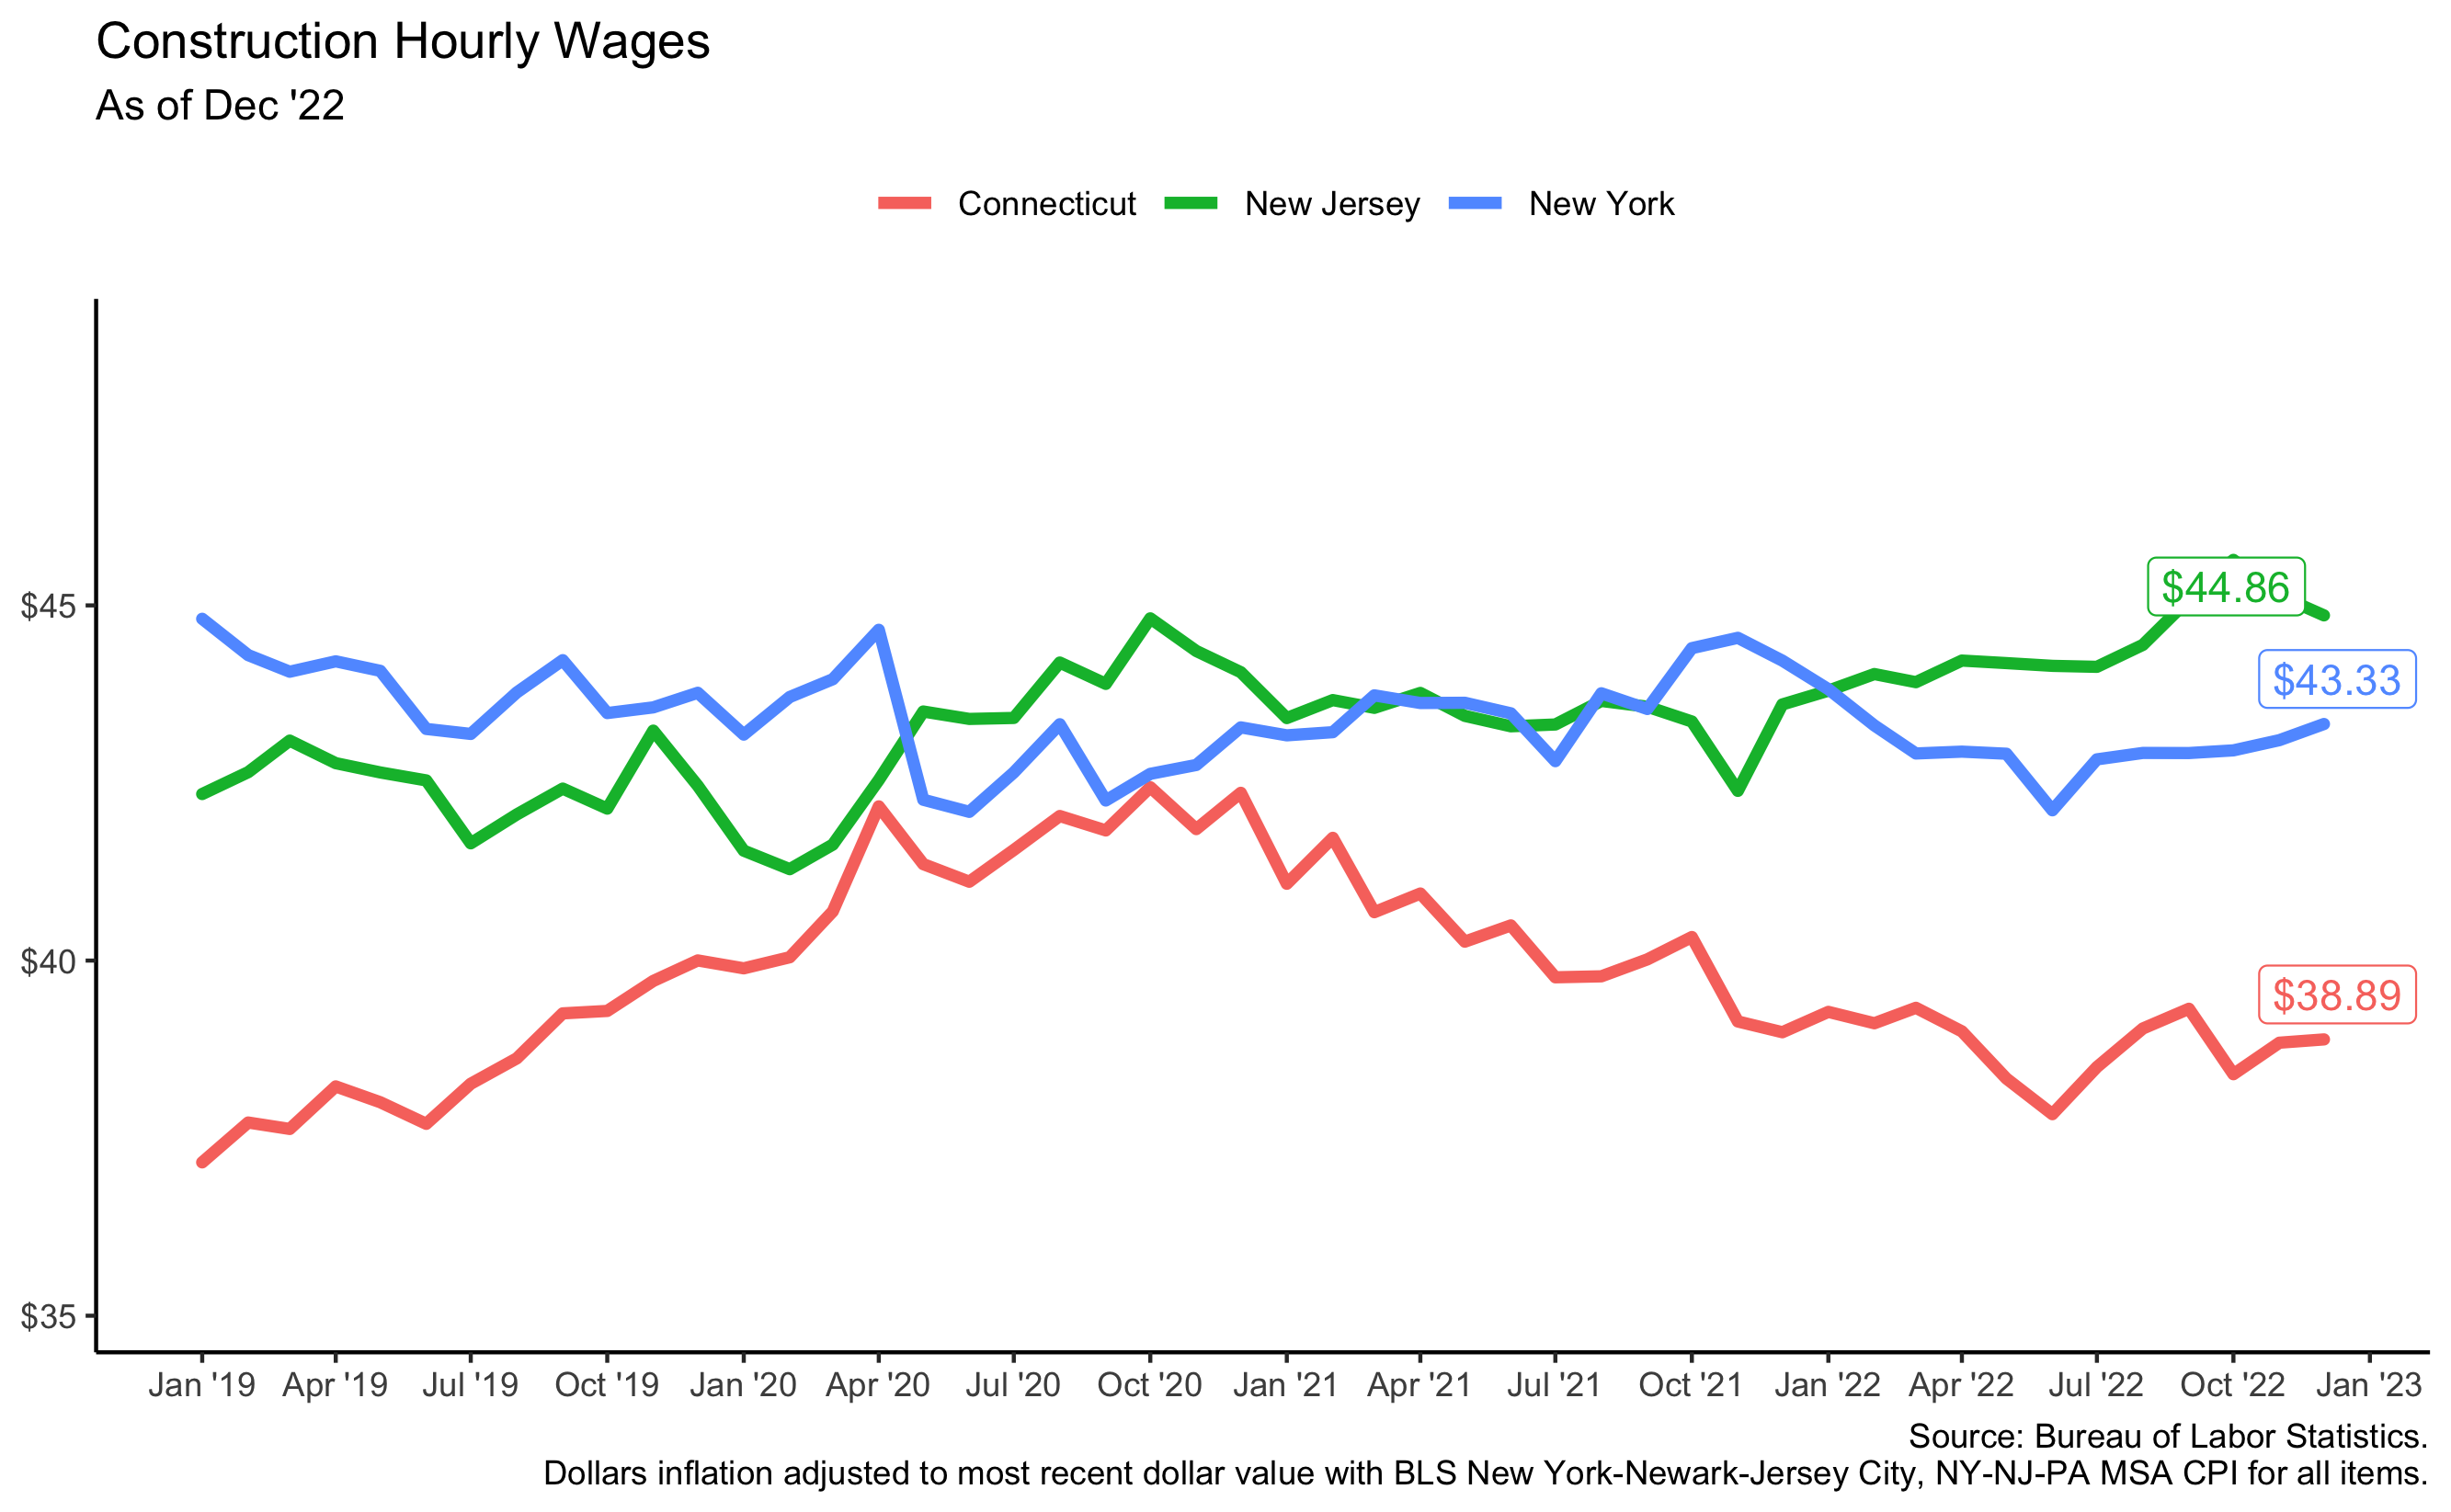 Construction Hourly Wages
As of Dec '22
Connecticut New Jersey New York
$45
$40
$35
$44.86
$43.33
$38.89
Jan '19 Apr '19 Jul '19 Oct '19 Jan '20 Apr '20 Jul '20 Oct '20 Jan '21 Apr '21 Jul '21 Oct '21 Jan '22 Apr '22 Jul '22 Oct '22 Jan '23
Source: Bureau of Labor Statistics.
Dollars inflation adjusted to most recent dollar value with BLS New York-Newark-Jersey City, NY-NJ-PA MSA CPI for all items.